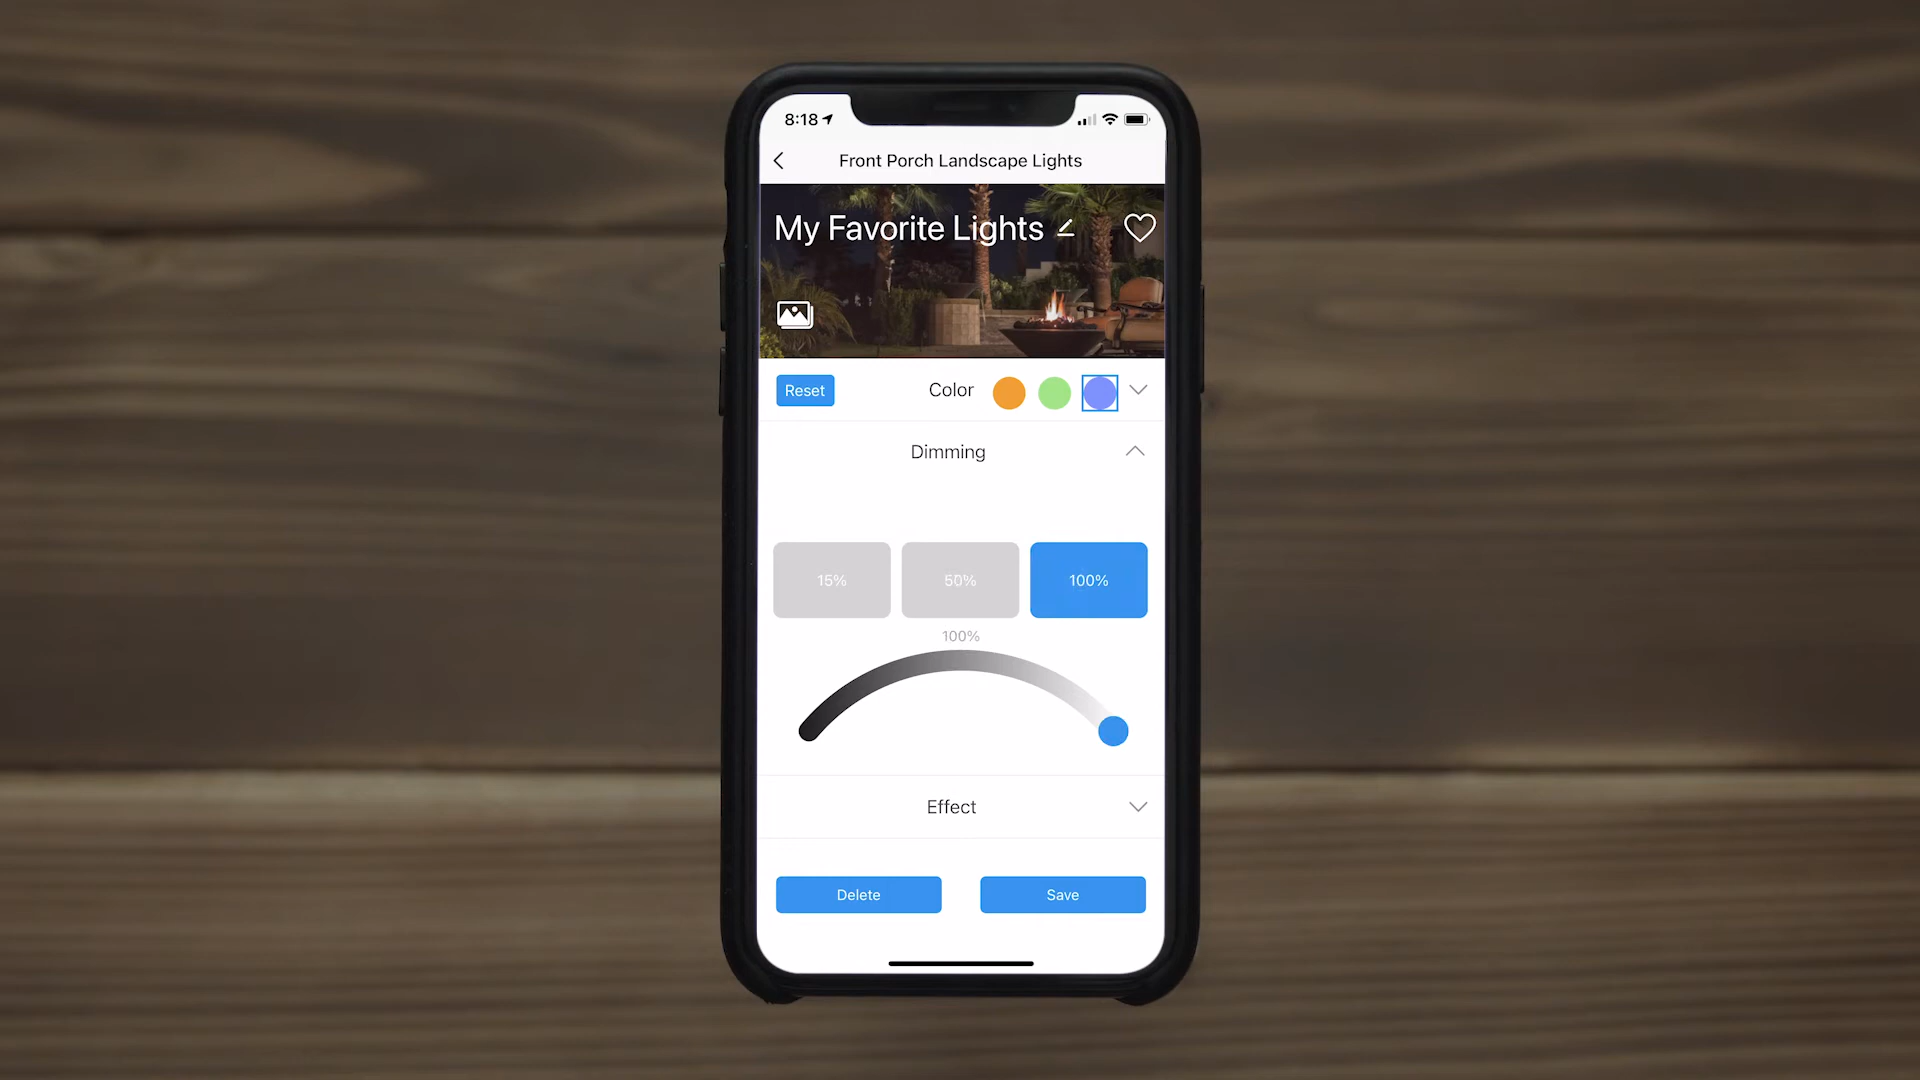 8:18
Front Porch Landscape Lights
My Favorite Lights
Reset Color
Dimming
15% 50% 100%
100%
Effect
Delete Save